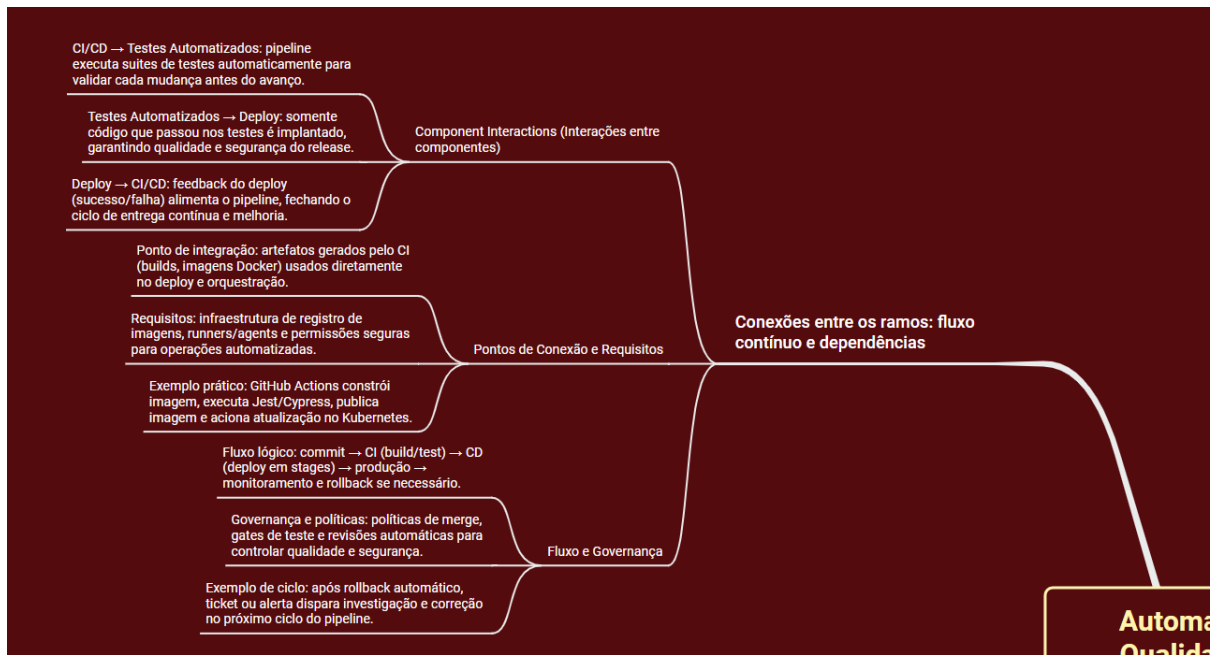 CI/CD → Testes Automatizados: pipeline
executa suites de testes automaticamente para
validar cada mudança antes do avanço.
Testes Automatizados → Deploy: somente
código que passou nos testes é implantado,
garantindo qualidade e segurança do release.
Deploy → CI/CD: feedback do deploy
(sucesso/falha) alimenta o pipeline, fechando o
ciclo de entrega contínua e melhoria.
Component Interactions (Interações entre
componentes)
Ponto de integração: artefatos gerados pelo CI
(builds, imagens Docker) usados diretamente
no deploy e orquestração.
Requisitos: infraestrutura de registro de
imagens, runners/agents e permissões seguras
para operações automatizadas.
Exemplo prático: GitHub Actions constrói
imagem, executa Jest/Cypress, publica
imagem e aciona atualização no Kubernetes.
Pontos de Conexão e Requisitos
Fluxo lógico: commit → CI (build/test) → CD
(deploy em stages) → produção →
monitoramento e rollback se necessário.
Governança e políticas: políticas de merge,
gates de teste e revisões automáticas para
controlar qualidade e segurança.
Exemplo de ciclo: após rollback automático,
ticket ou alerta dispara investigação e correção
no próximo ciclo do pipeline.
Fluxo e Governança
Conexões entre os ramos: fluxo
contínuo e dependências
Automa
Qualida